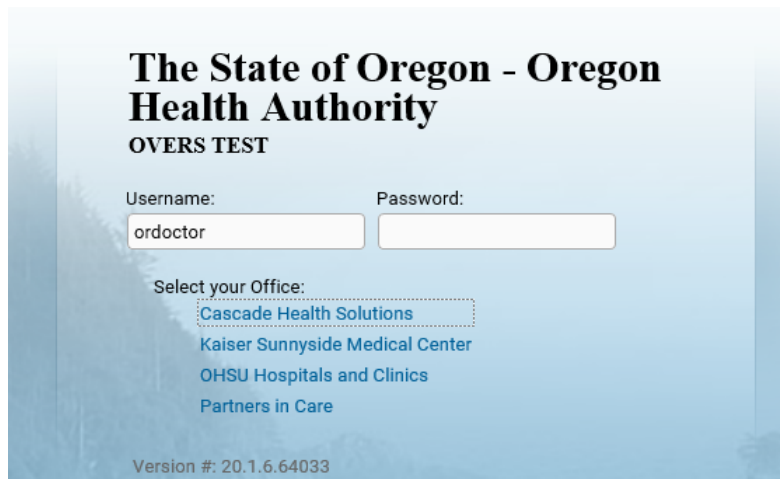 The State of Oregon - Oregon
Health Authority
OVERS TEST
Username: Password:
ordoctor
Select your Office:
Cascade Health Solutions
Kaiser Sunnyside Medical Center
OHSU Hospitals and Clinics
Partners in Care
Version #: 20.1.6.64033